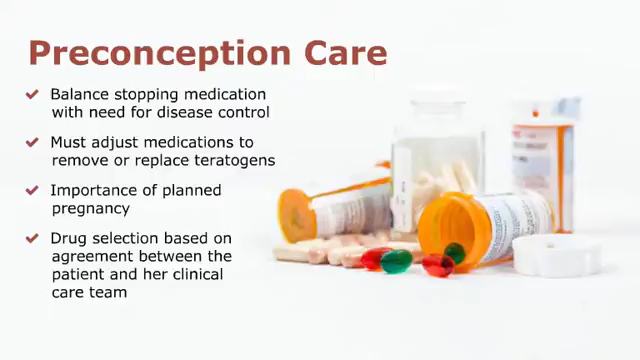 Preconception Care
Balance stopping medication
with need for disease control
Must adjust medications to
remove or replace teratogens
Importance of planned
pregnancy
Drug selection based on
agreement between the
patient and her clinical
care team